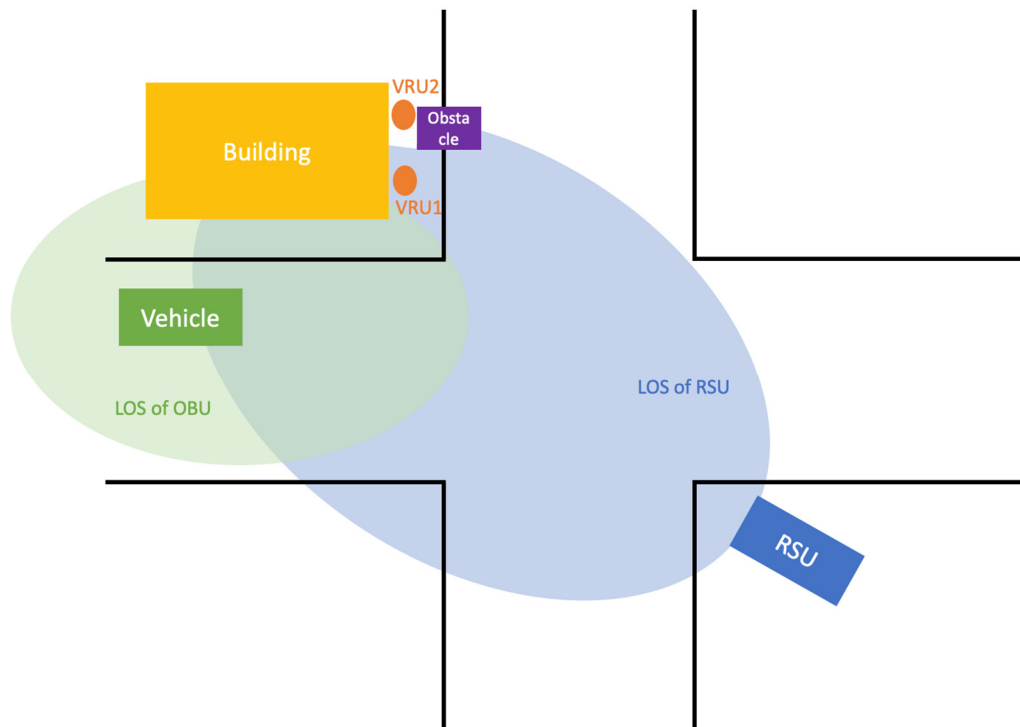 VRU2
Obsta
cle
Building
VRU1
Vehicle
LOS of RSU
LOS of OBU
RSU